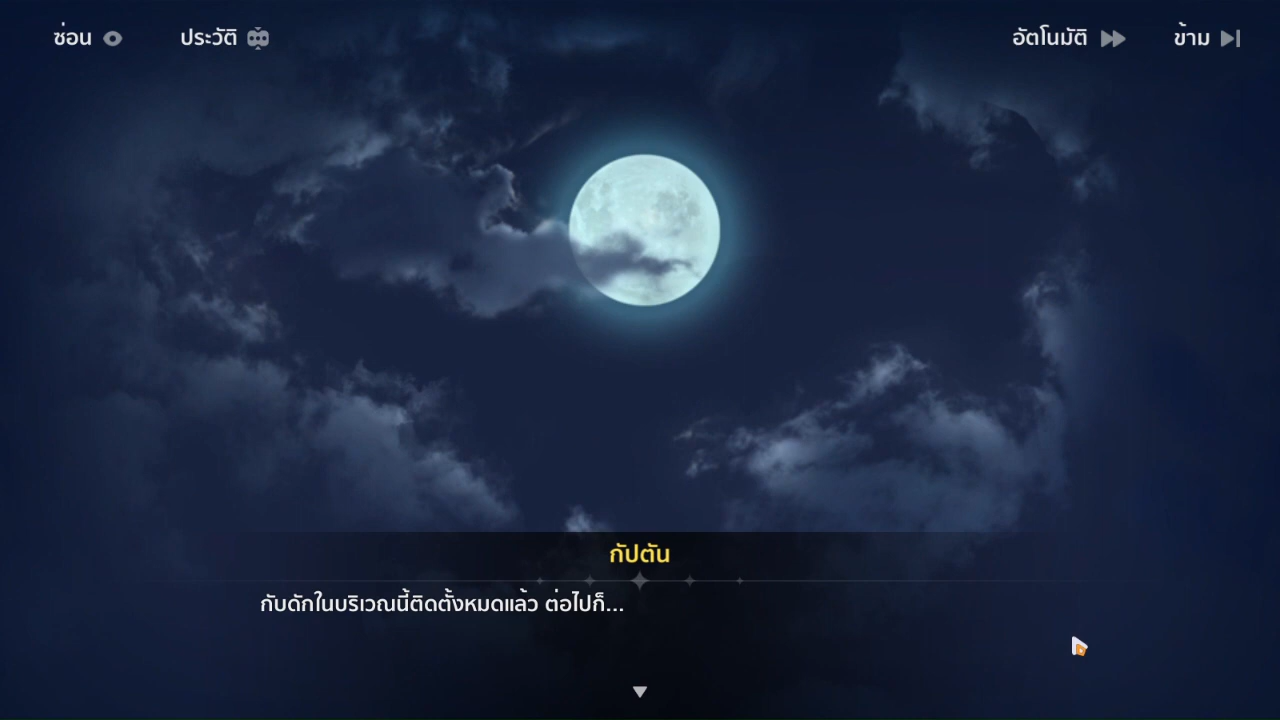 ซ่อน
ประวัติ
อัตโนมัติ
ข้าม
กัปตัน
กับดักในบริเวณนี้ติดตั้งหมดแล้ว ต่อไปก็...